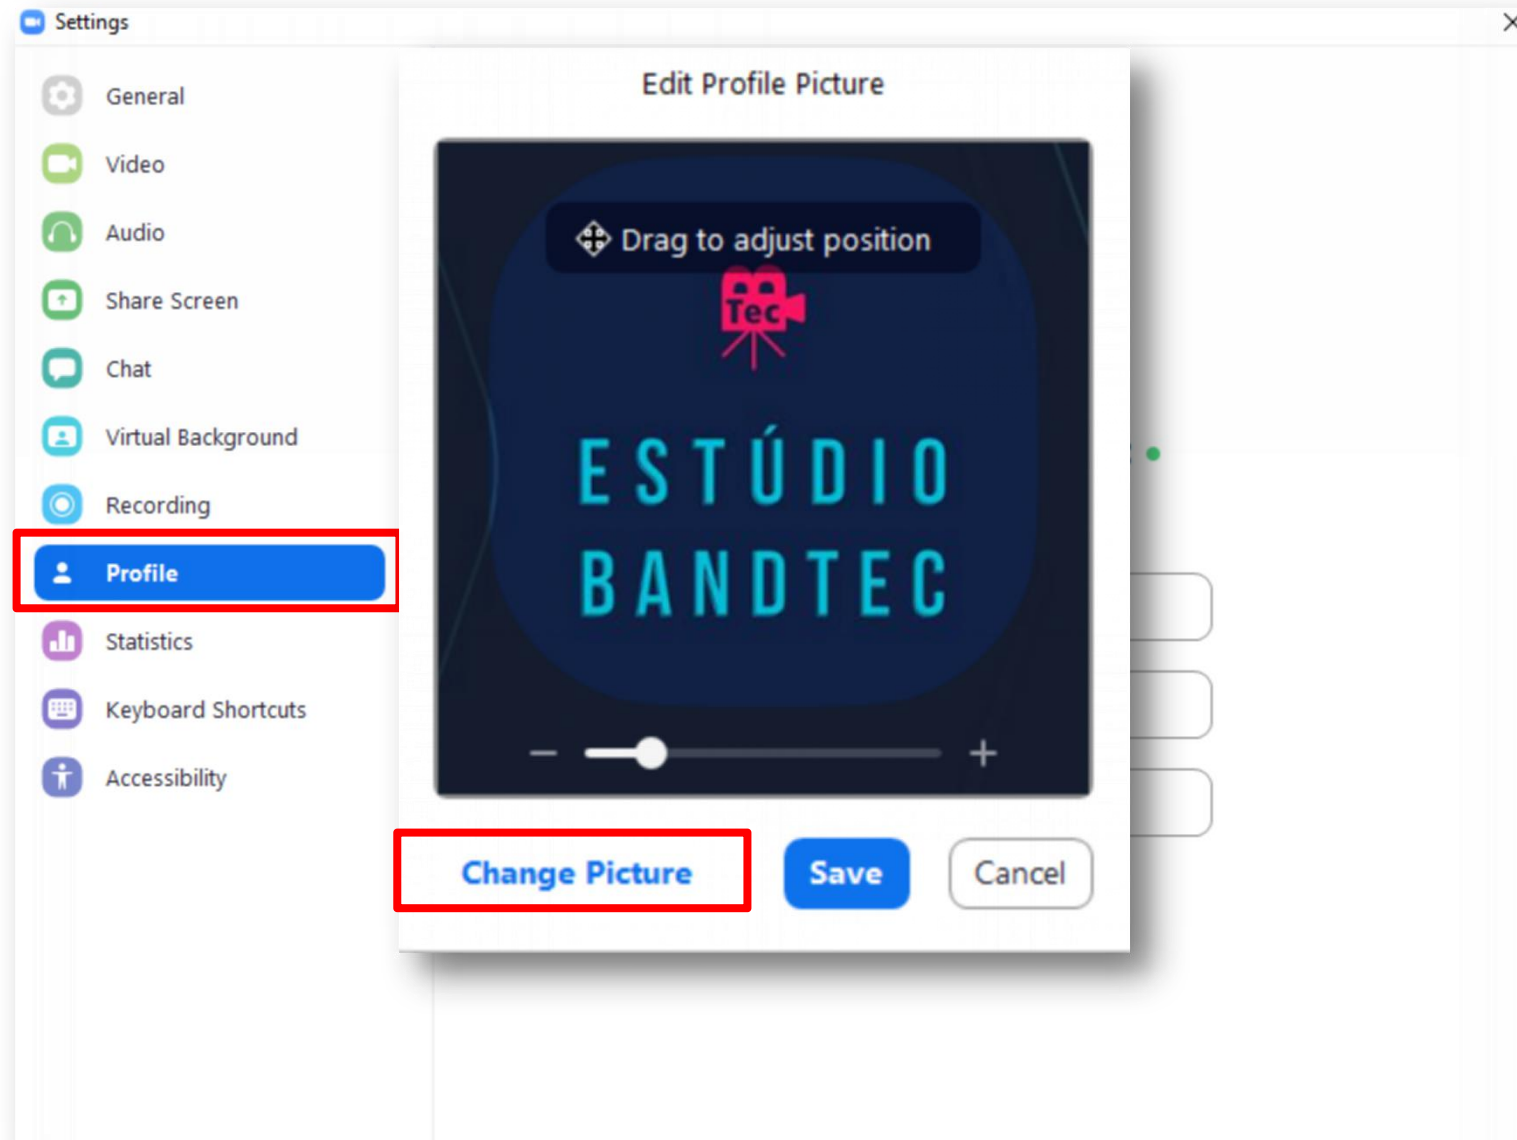 Settings
General
Video
Audio
Share Screen
Chat
Virtual Background
Recording
Profile
Statistics
Keyboard Shortcuts
Accessibility
Edit Profile Picture
Drag to adjust position
Tec
ESTÚDIO
BANDTEC
Change Picture
Save
Cancel